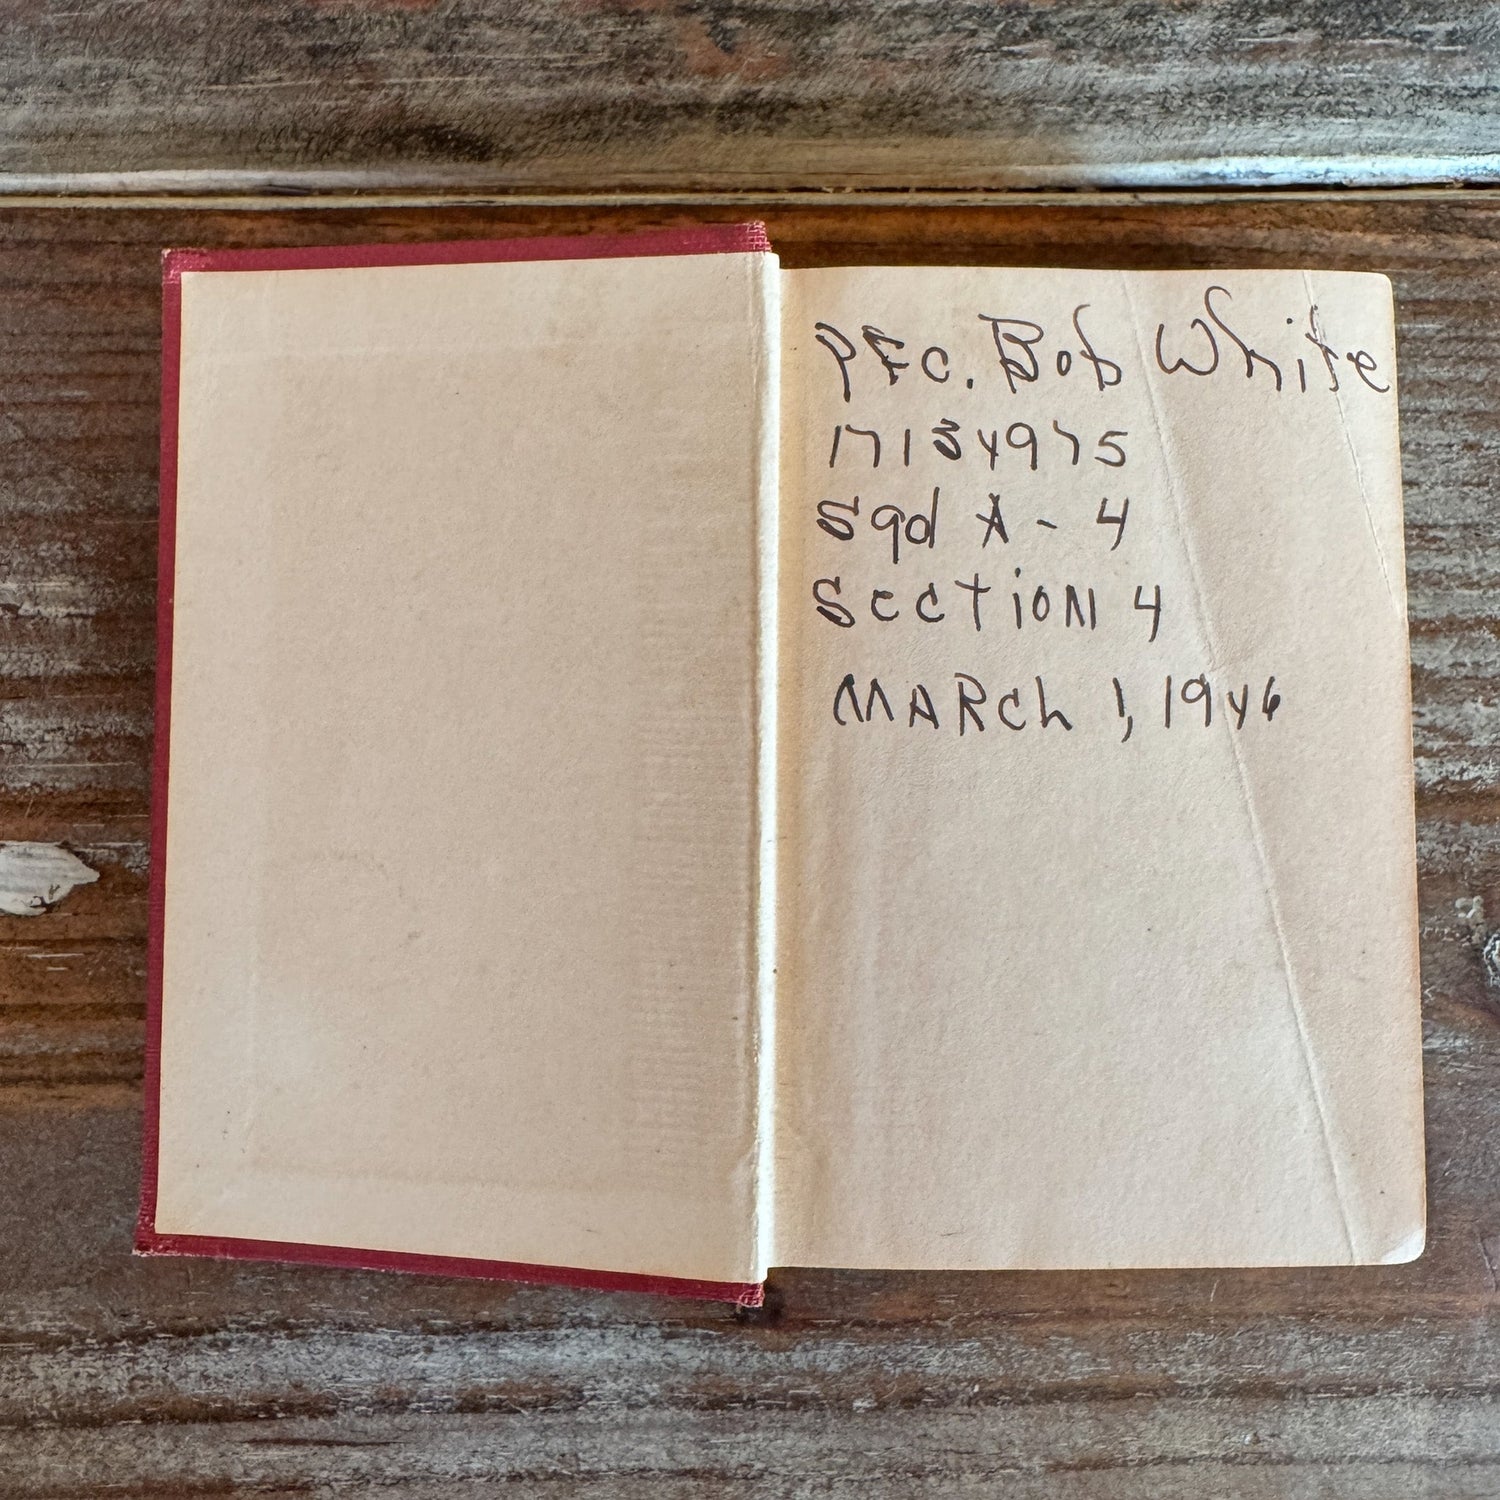 PFC. Bob White
17134975
Sqd A - 4
Section 4
MARCh 1, 1946